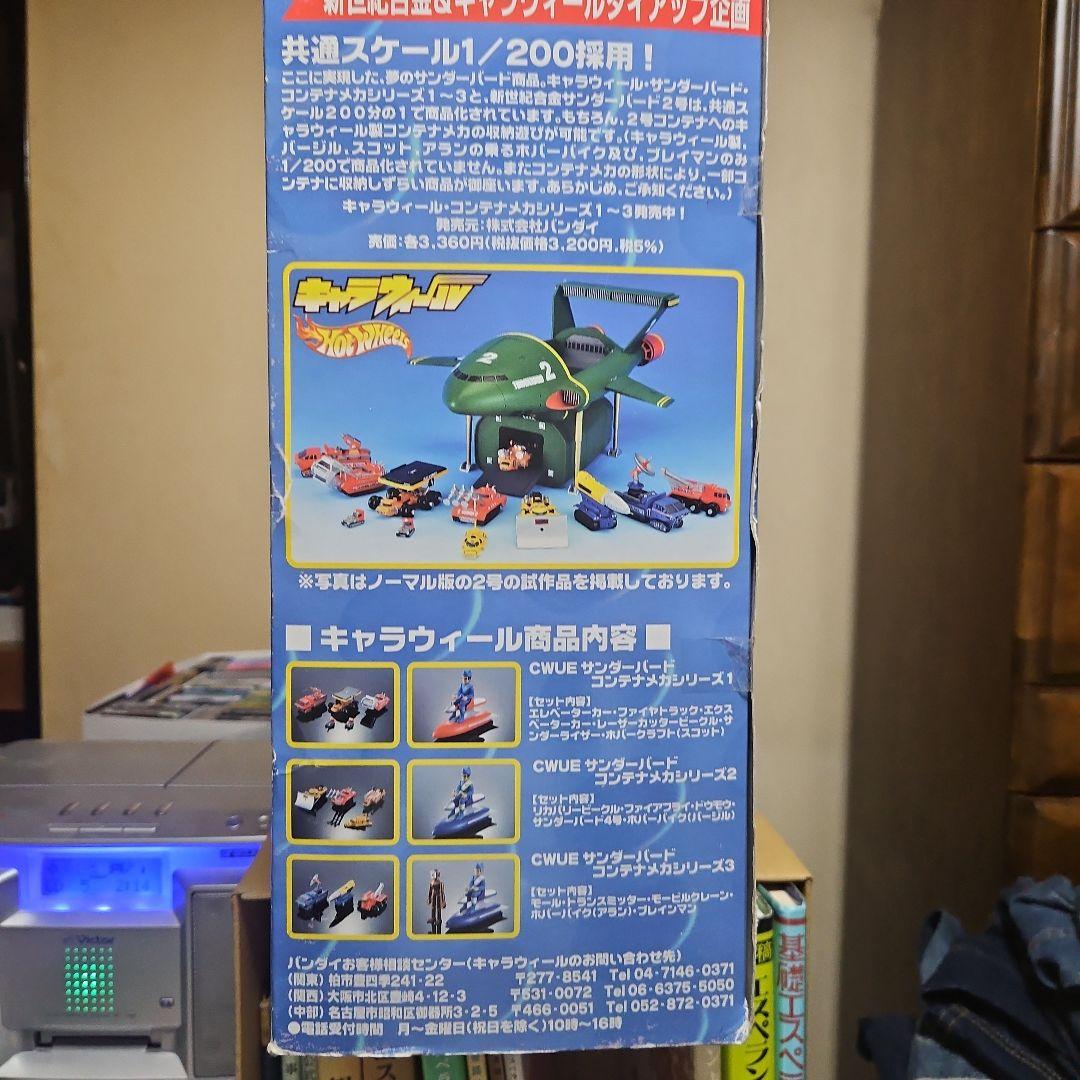 新世紀合金&キャラウィールタイアップ企画
共通スケール1/200採用!
ここに実現した、夢のサンダーバード商品。キャラウィール・サンダーバード・
コンテナメカシリーズ1～3と、新世紀合金サンダーバード2号は、共通ス
ケール200分の1で商品化されています。もちろん、2号コンテナへのキ
ャラウィール製コンテナメカの収納遊びが可能です。(キャラウィール製、
バージル、スコット、アランの乗るホバーバイク及び、ブレイマンのみ
1/200で商品化されていません。またコンテナメカの形状により、一部コ
ンテナに収納しずらい商品が御座います。あらかじめ、ご承知ください。)
キャラウィール・コンテナメカシリーズ1～3発売中!
発売元:株式会社バンダイ
売価:各3,360円(税抜価格3,200円、税5%)
キャラウィール
HOT WHEELS
2
2
※写真はノーマル版の2号の試作品を掲載しております。
■ キャラウィール商品内容 ■
CWUE サンダーバード
コンテナメカシリーズ1
【セット内容】
エレベーターカー・ファイヤトラック・エクス
ベーターカー・レーザーカッタービークル・サ
ンダーライザー・ホバークラフト(スコット)
CWUE サンダーバード
コンテナメカシリーズ2
【セット内容】
リカバリービークル・ファイアフライ・ドウモウ・
サンダーバード4号・ホバーバイク(バージル)
CWUE サンダーバード
コンテナメカシリーズ3
【セット内容】
モール・トランスミッター・モービルクレーン・
ホバーバイク(アラン)・ブレインマン
バンダイお客様相談センター(キャラウィールのお問い合わせ先)
(関東) 柏市豊四季241-22 〒277-8541 Tel 04-7146-0371
(関西) 大阪市北区豊崎4-12-3 〒531-0072 Tel 06-6375-5050
(中部) 名古屋市昭和区御器所3-2-5 〒466-0051 Tel 052-872-0371
●電話受付時間 月～金曜日(祝日を除く)10時～16時
Victor
エスペラン
基礎エスペ